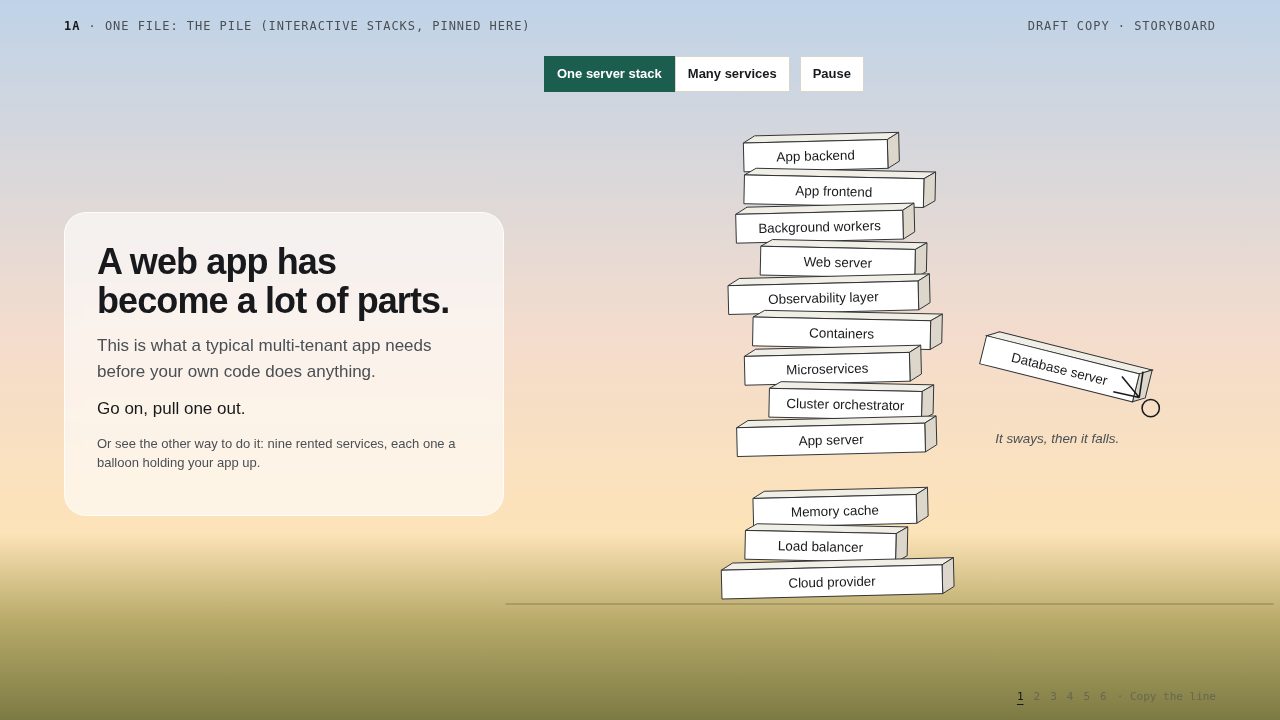 1A · ONE FILE: THE PILE (INTERACTIVE STACKS, PINNED HERE)
DRAFT COPY · STORYBOARD
One server stack
Many services
Pause
A web app has
become a lot of parts.
This is what a typical multi-tenant app needs
before your own code does anything.
Go on, pull one out.
Or see the other way to do it: nine rented services, each one a
balloon holding your app up.
App backend
App frontend
Background workers
Web server
Observability layer
Containers
Microservices
Cluster orchestrator
App server
Database server
It sways, then it falls.
Memory cache
Load balancer
Cloud provider
1 2 3 4 5 6 · Copy the line